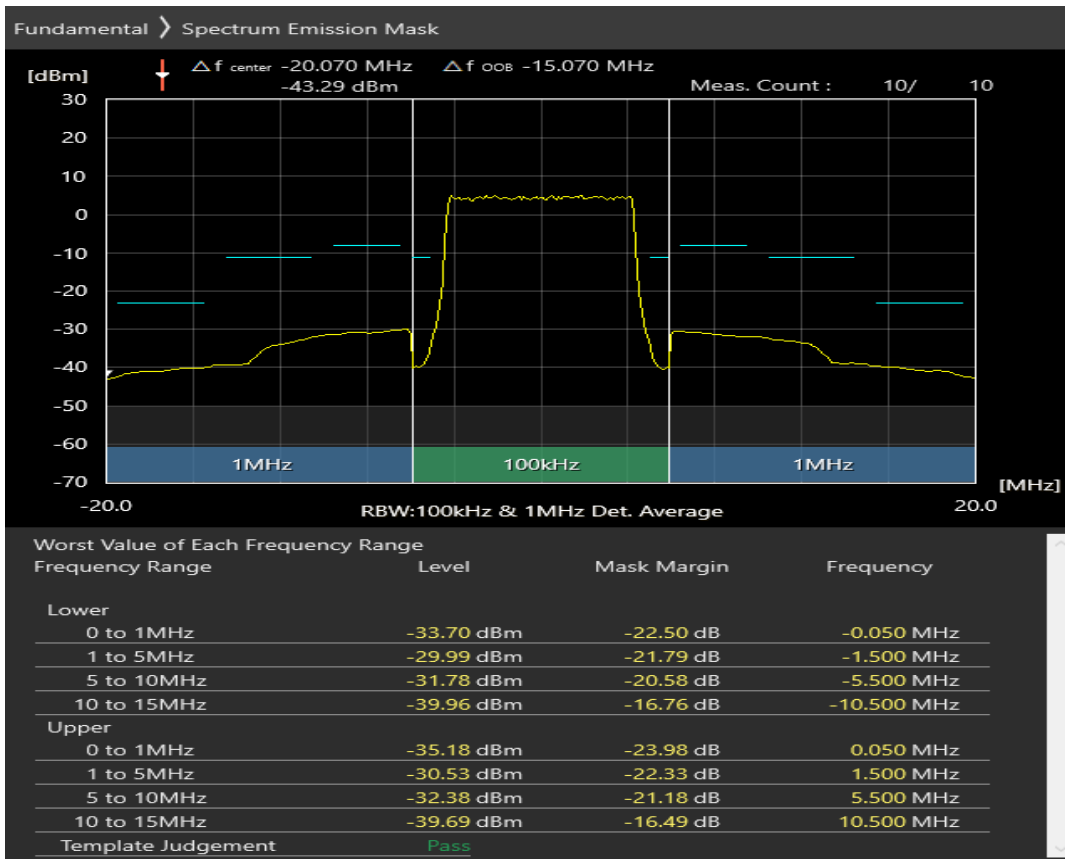 Fundamental 〉 Spectrum Emission Mask
△f center -20.070 MHz △f OOB -15.070 MHz
[dBm] -43.29 dBm Meas. Count : 10/ 10
30
20
10
0
-10
-20
-30
-40
-50
-60
1MHz 100kHz 1MHz
-70 [MHz]
-20.0 RBW:100kHz & 1MHz Det. Average 20.0
Worst Value of Each Frequency Range
Frequency Range Level Mask Margin Frequency
Lower
0 to 1MHz -33.70 dBm -22.50 dB -0.050 MHz
1 to 5MHz -29.99 dBm -21.79 dB -1.500 MHz
5 to 10MHz -31.78 dBm -20.58 dB -5.500 MHz
10 to 15MHz -39.96 dBm -16.76 dB -10.500 MHz
Upper
0 to 1MHz -35.18 dBm -23.98 dB 0.050 MHz
1 to 5MHz -30.53 dBm -22.33 dB 1.500 MHz
5 to 10MHz -32.38 dBm -21.18 dB 5.500 MHz
10 to 15MHz -39.69 dBm -16.49 dB 10.500 MHz
Template Judgement Pass